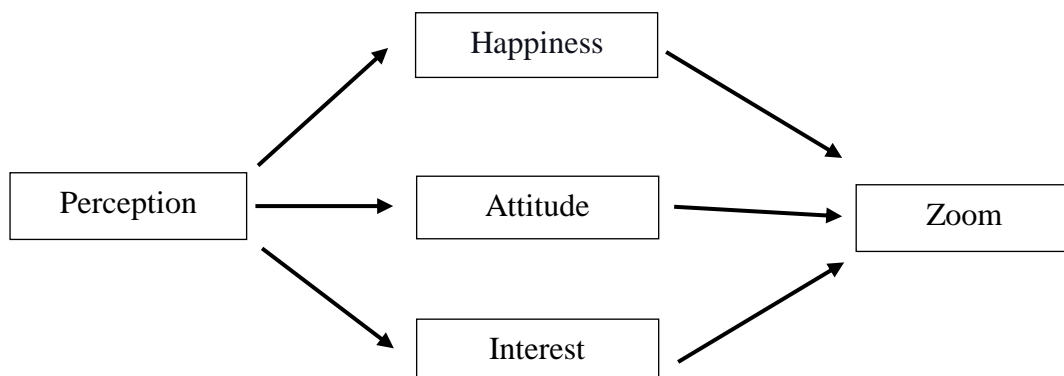 Happiness
Perception
Attitude
Zoom
Interest